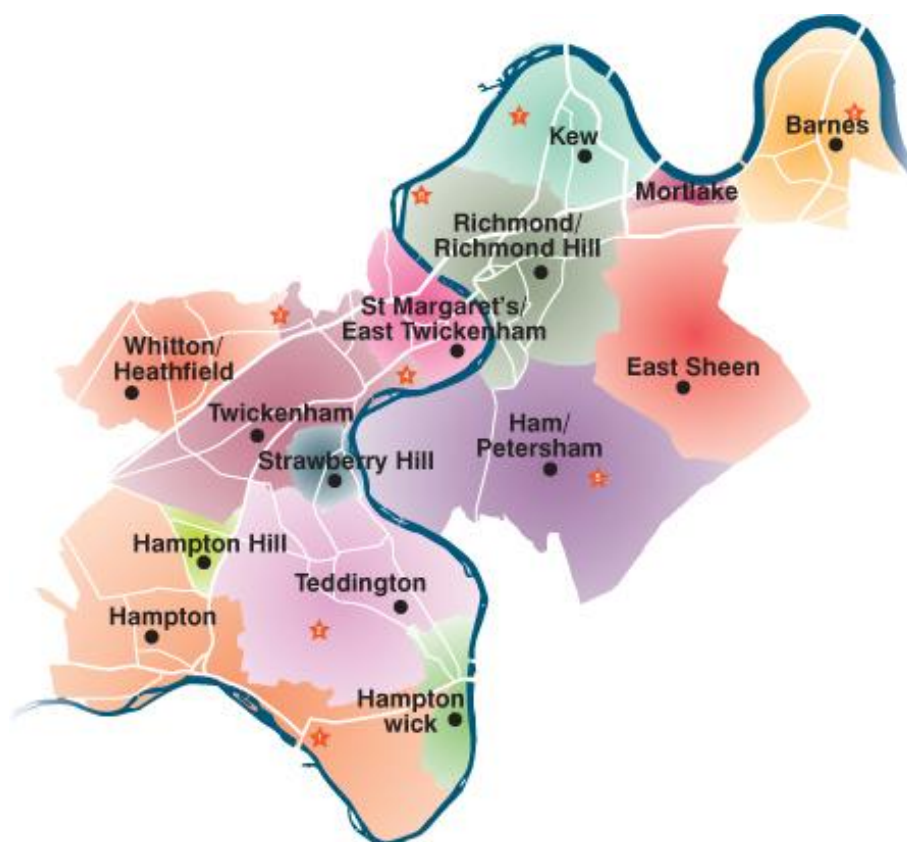 Kew
Barnes
Mortlake
Richmond/
Richmond Hill
St Margaret's/
East Twickenham
Whitton/
Heathfield
East Sheen
Twickenham
Ham/
Petersham
Strawberry Hill
Hampton Hill
Teddington
Hampton
Hampton
wick